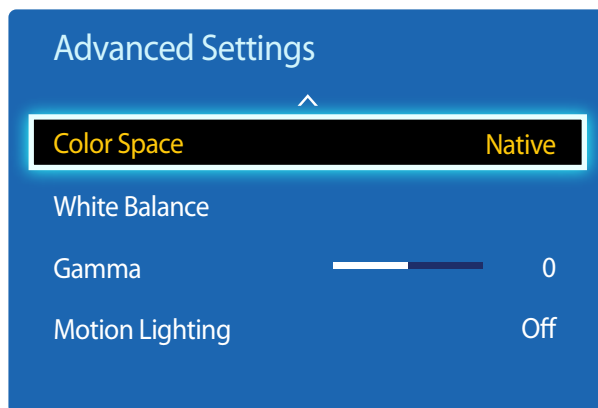 Advanced Settings
Color Space Native
White Balance
Gamma 0
Motion Lighting Off